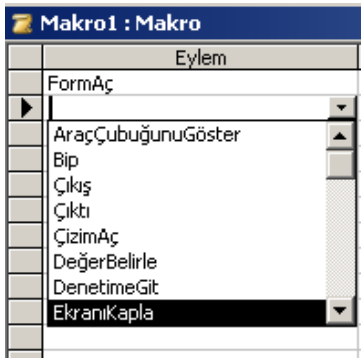 Makro1 : Makro
Eylem
FormAç
AraçÇubuğunuGöster
Bip
Çıkış
Çıktı
ÇizimAç
DeğerBelirle
DenetimeGit
EkranıKapla